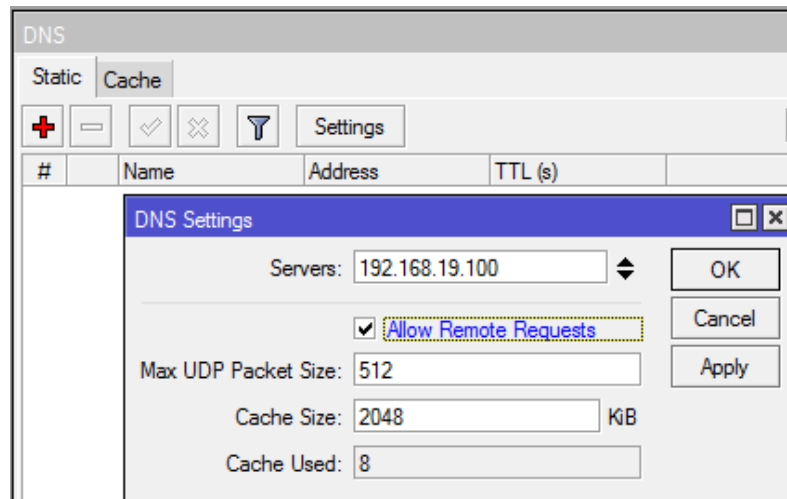 DNS
Static Cache
Settings
# Name Address TTL (s)
DNS Settings
Servers: 192.168.19.100 OK
Allow Remote Requests Cancel
Max UDP Packet Size: 512 Apply
Cache Size: 2048 KiB
Cache Used: 8